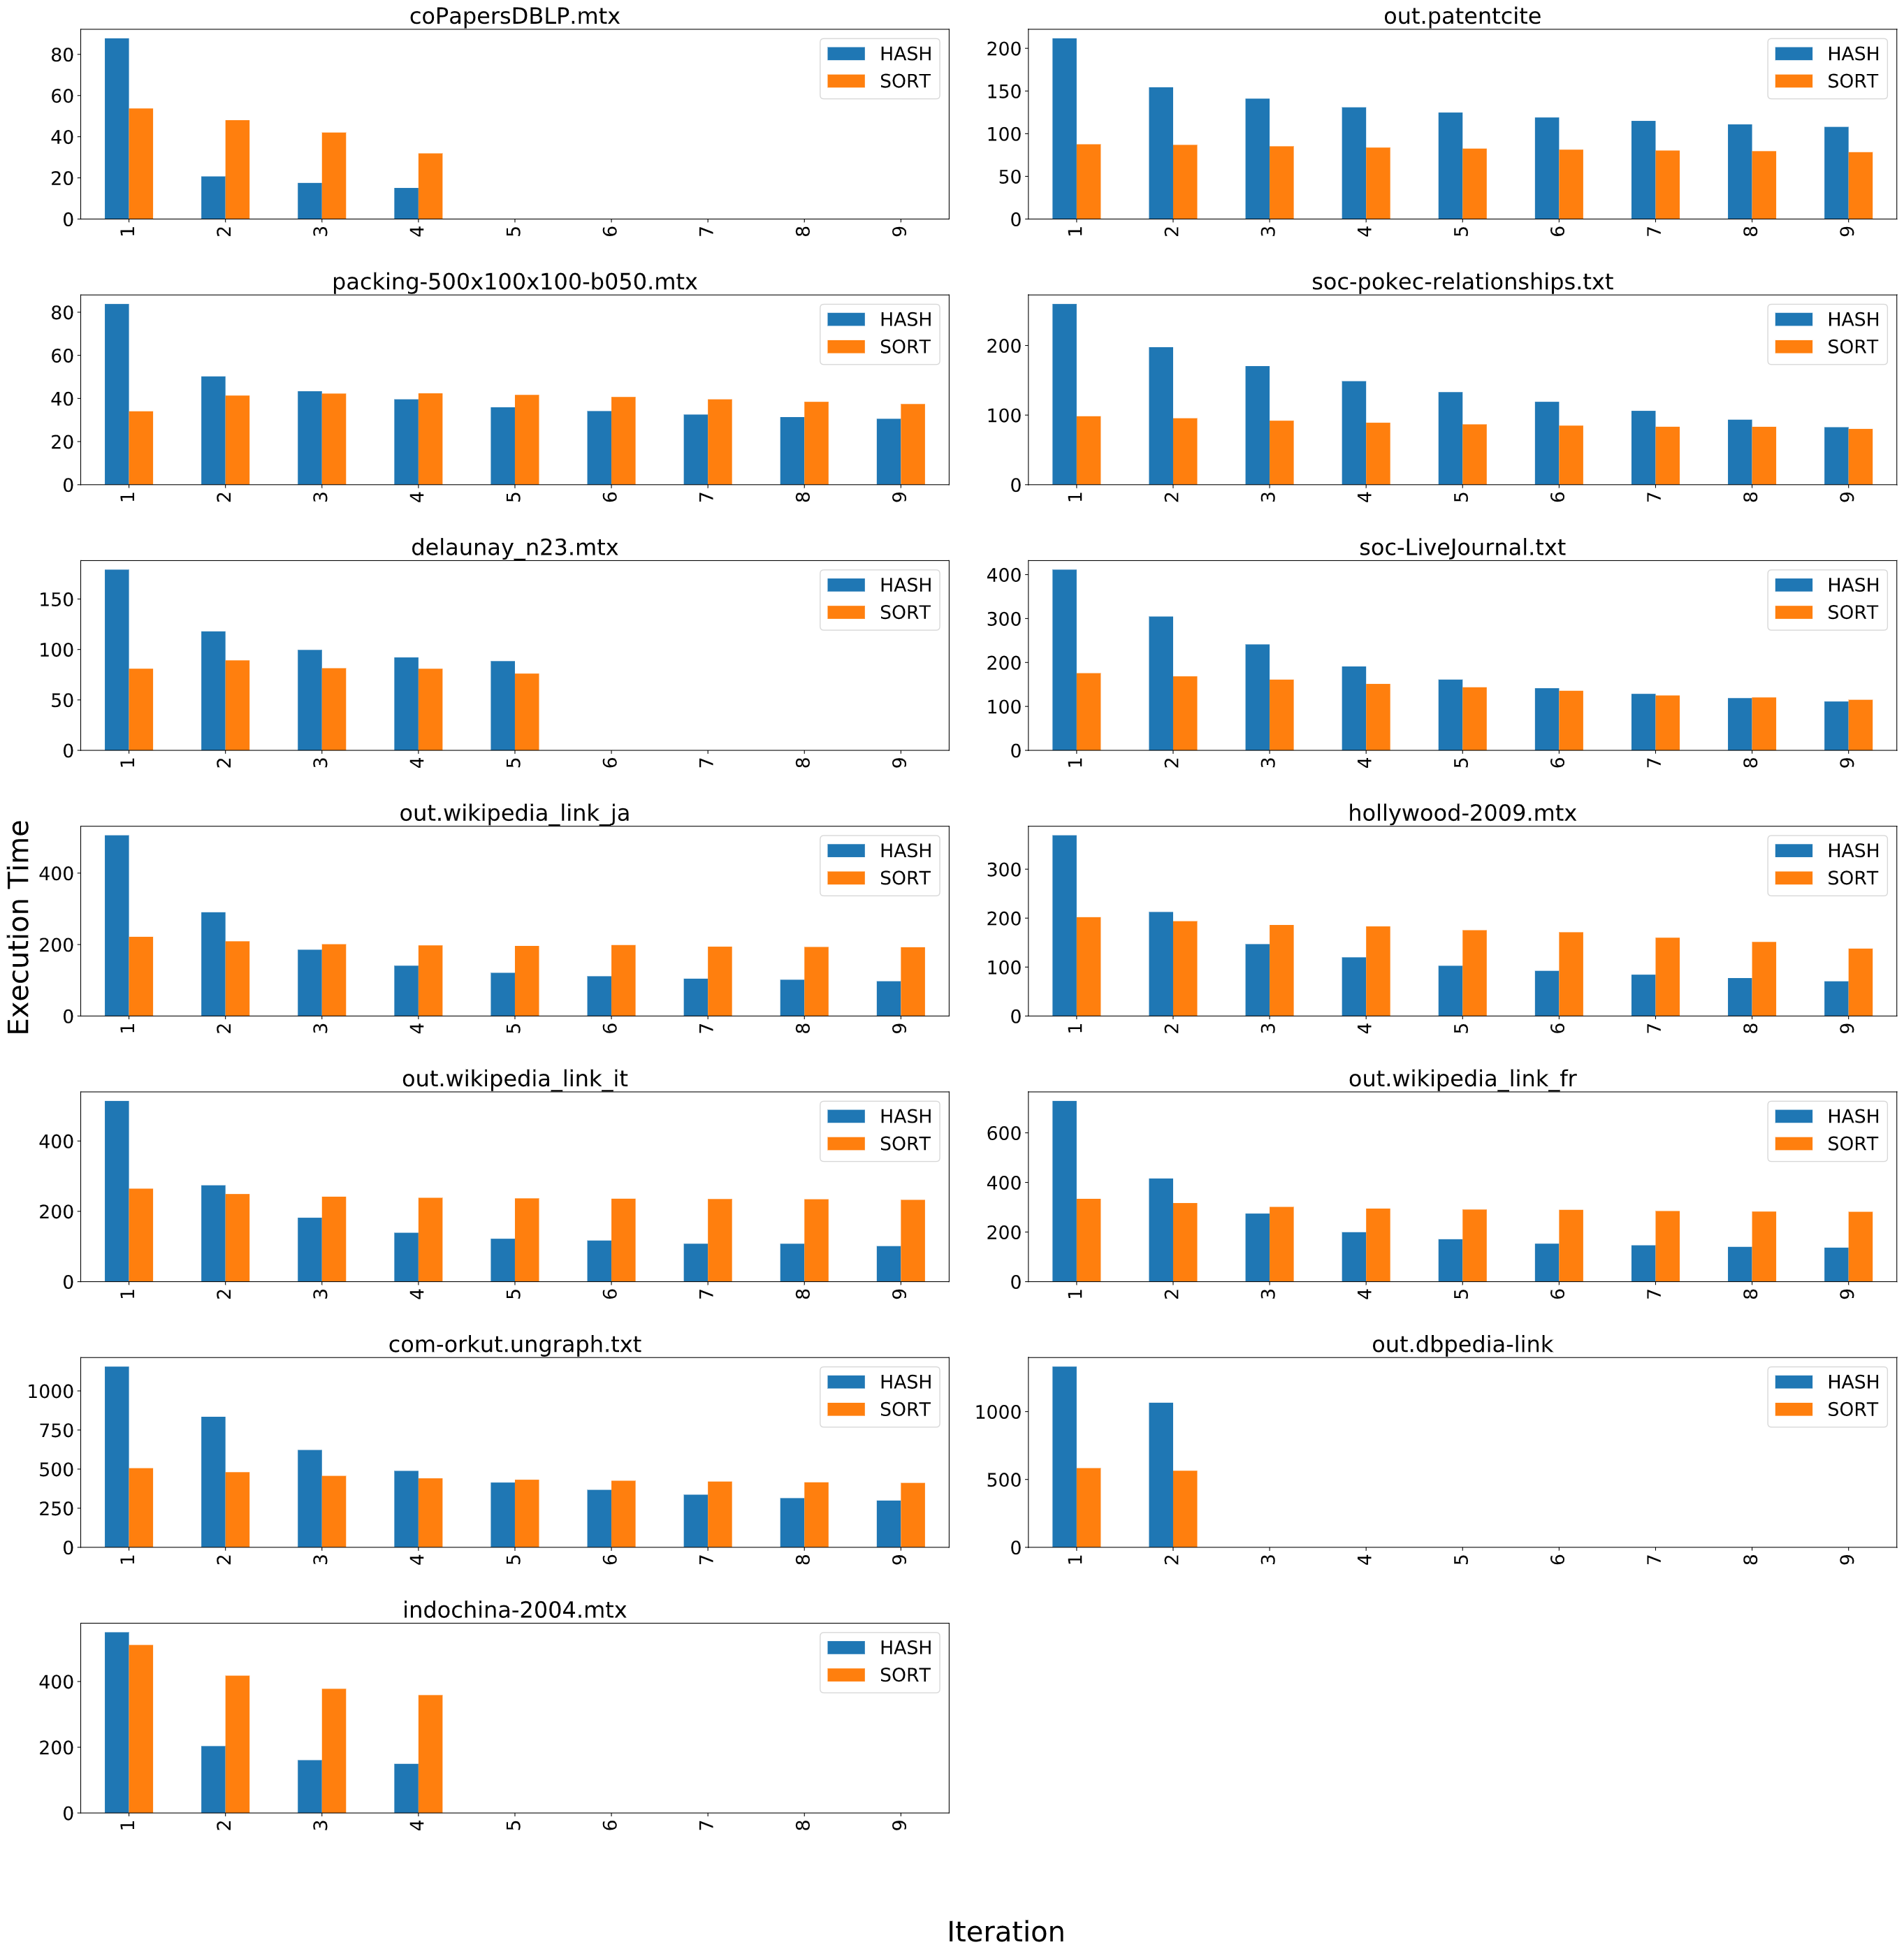 coPapersDBLP.mtx
80
60
40
20
0
HASH
SORT
1 2 3 4 5 6 7 8 9
out.patentcite
200
150
100
50
0
HASH
SORT
1 2 3 4 5 6 7 8 9
packing-500x100x100-b050.mtx
80
60
40
20
0
HASH
SORT
1 2 3 4 5 6 7 8 9
soc-pokec-relationships.txt
200
100
0
HASH
SORT
1 2 3 4 5 6 7 8 9
delaunay_n23.mtx
150
100
50
0
HASH
SORT
1 2 3 4 5 6 7 8 9
soc-LiveJournal.txt
400
300
200
100
0
HASH
SORT
1 2 3 4 5 6 7 8 9
Execution Time
out.wikipedia_link_ja
400
200
0
HASH
SORT
1 2 3 4 5 6 7 8 9
hollywood-2009.mtx
300
200
100
0
HASH
SORT
1 2 3 4 5 6 7 8 9
out.wikipedia_link_it
400
200
0
HASH
SORT
1 2 3 4 5 6 7 8 9
out.wikipedia_link_fr
600
400
200
0
HASH
SORT
1 2 3 4 5 6 7 8 9
com-orkut.ungraph.txt
1000
750
500
250
0
HASH
SORT
1 2 3 4 5 6 7 8 9
out.dbpedia-link
1000
500
0
HASH
SORT
1 2 3 4 5 6 7 8 9
indochina-2004.mtx
400
200
0
HASH
SORT
1 2 3 4 5 6 7 8 9
Iteration